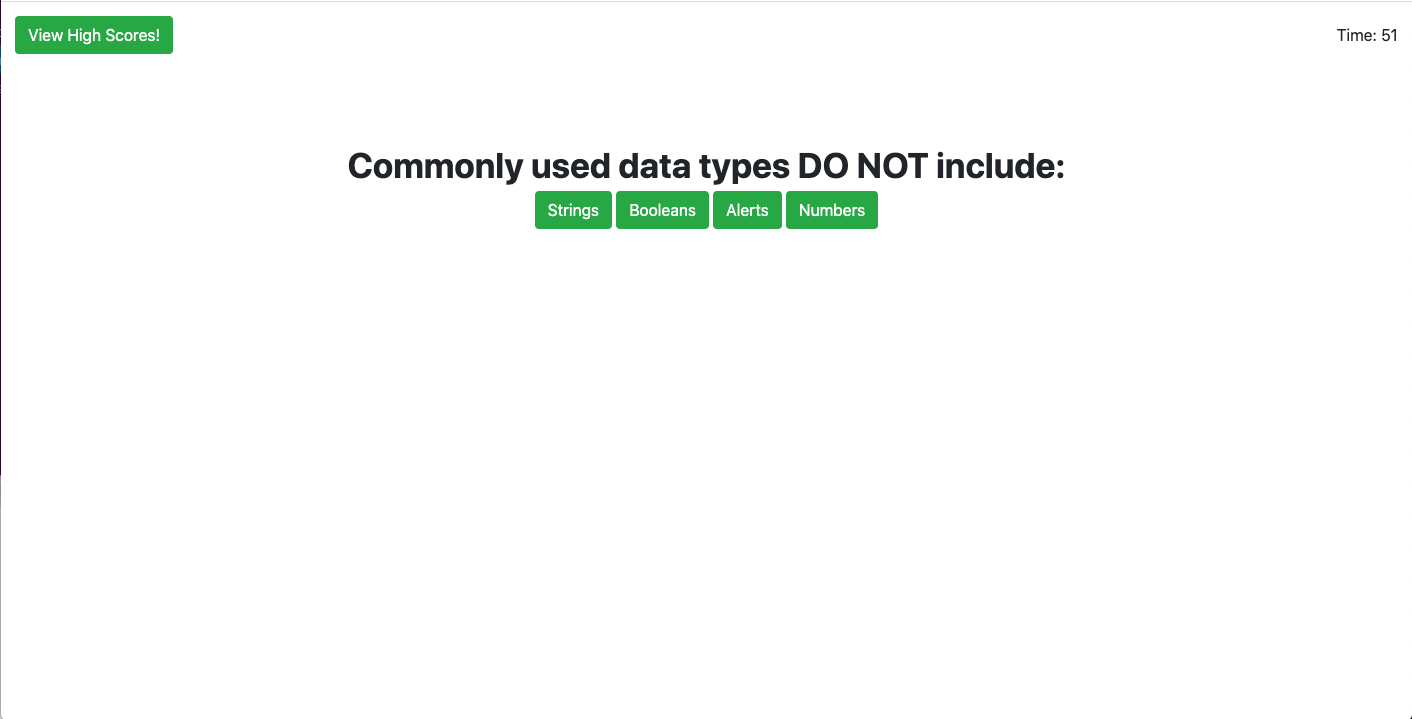 View High Scores!
Time: 51
Commonly used data types DO NOT include:
Strings Booleans Alerts Numbers